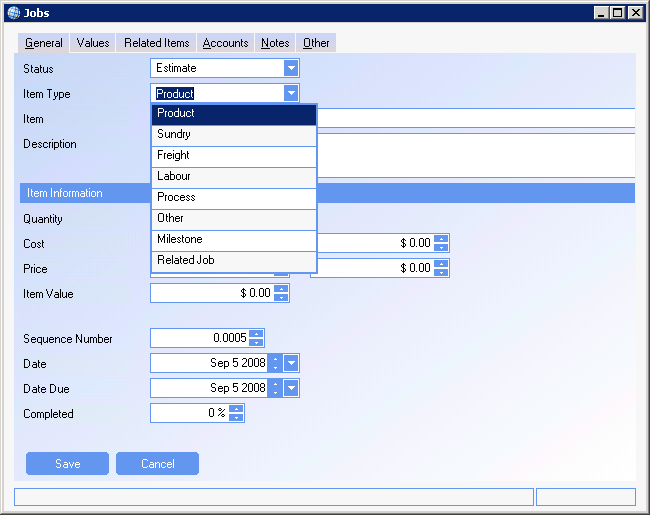 Jobs
General Values Related Items Accounts Notes Other
Status Estimate
Item Type Product
Product
Item
Sundry
Description
Freight
Labour
Item Information
Process
Quantity
Other
Cost $ 0.00
Milestone
Price $ 0.00
Related Job
Item Value $ 0.00
Sequence Number 0.0005
Date Sep 5 2008
Date Due Sep 5 2008
Completed 0 %
Save Cancel